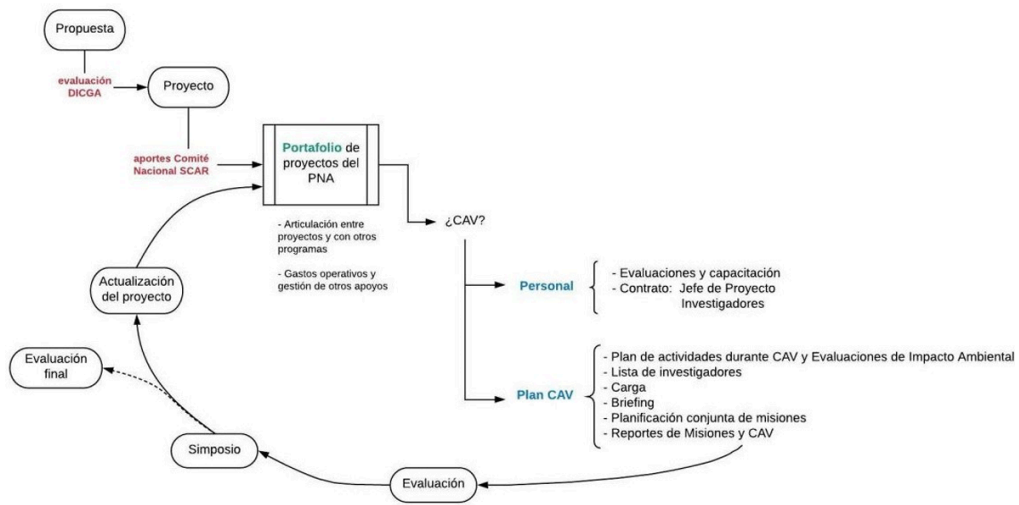 Propuesta
evaluación
DICGA
Proyecto
aportes Comité
Nacional SCAR
Portafolio de
proyectos del
PNA
- Articulación entre
proyectos y con otros
programas
- Gastos operativos y
gestión de otros apoyos
¿CAV?
Personal
- Evaluaciones y capacitación
- Contrato: Jefe de Proyecto
Investigadores
Plan CAV
- Plan de actividades durante CAV y Evaluaciones de Impacto Ambiental
- Lista de investigadores
- Carga
- Briefing
- Planificación conjunta de misiones
- Reportes de Misiones y CAV
Evaluación
Simposio
Evaluación
final
Actualización
del proyecto